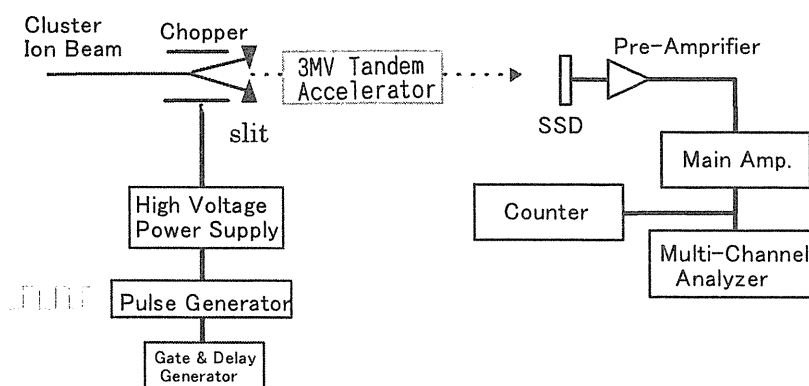 Cluster
Ion Beam
Chopper
3MV Tandem
Accelerator
slit
Pre-Amprifier
SSD
Main Amp.
Counter
Multi-Channel
Analyzer
High Voltage
Power Supply
Pulse Generator
Gate & Delay
Generator